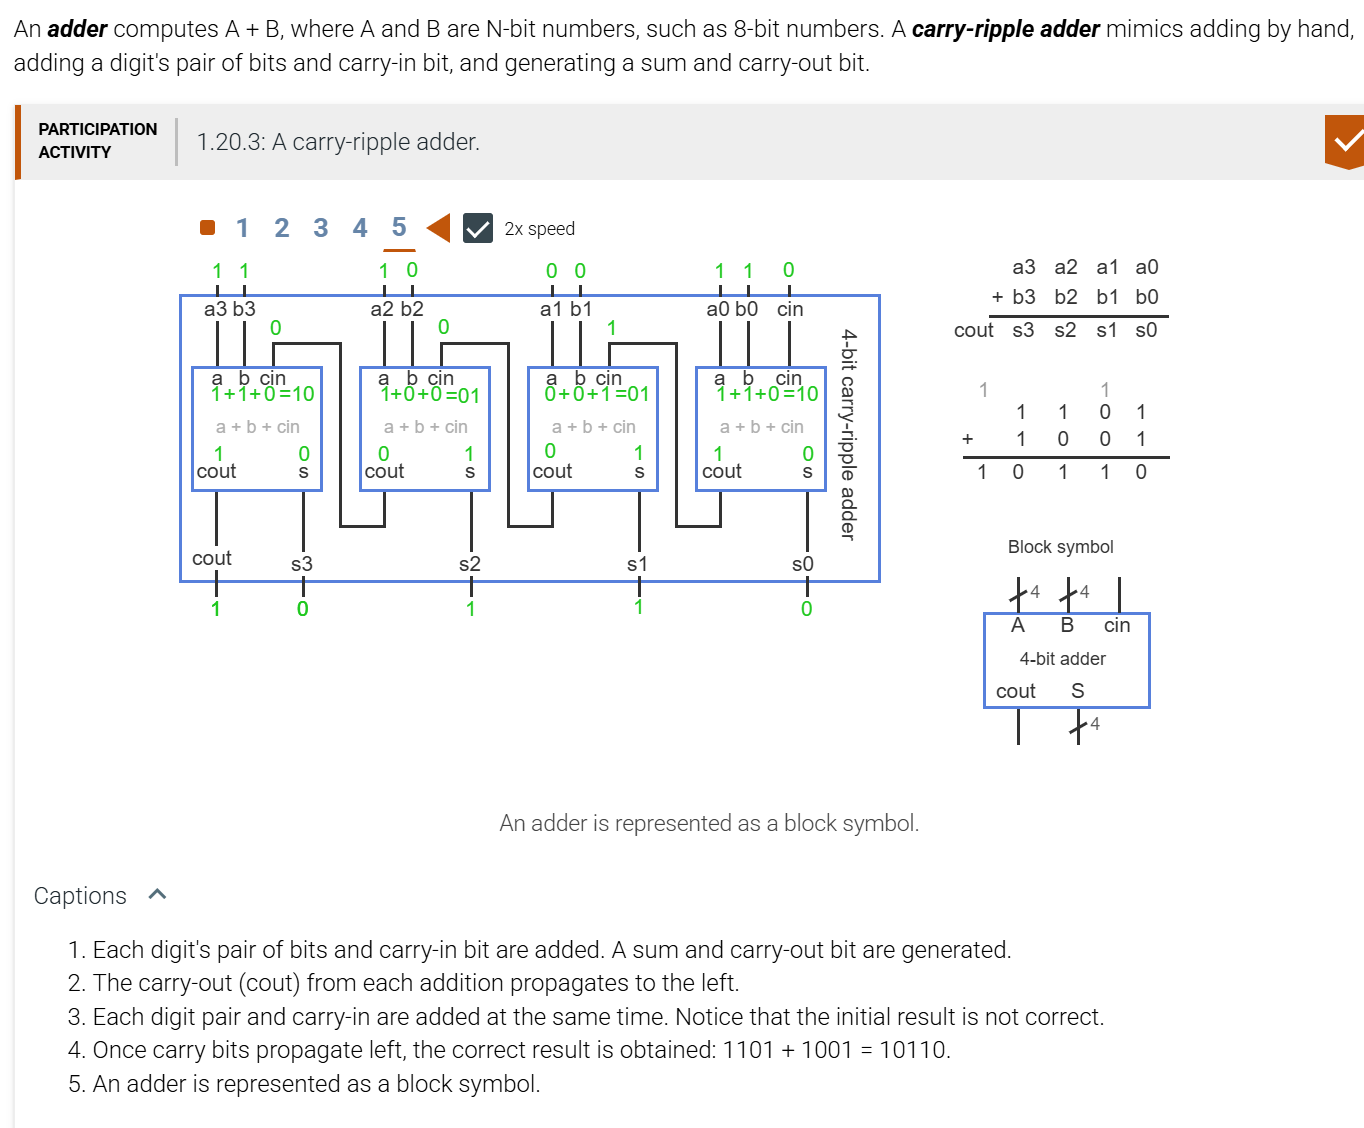 An adder computes A + B, where A and B are N-bit numbers, such as 8-bit numbers. A carry-ripple adder mimics adding by hand,
adding a digit's pair of bits and carry-in bit, and generating a sum and carry-out bit.
PARTICIPATION
ACTIVITY
1.20.3: A carry-ripple adder.
1 2 3 4 5 2x speed
1 1 1 0 0 0 1 1 0
a3 b3 a2 b2 a1 b1 a0 b0 cin
0 0 1
a b cin a b cin a b cin a b cin
1+1+0=10 1+0+0=01 0+0+1=01 1+1+0=10
a + b + cin a + b + cin a + b + cin a + b + cin
1 0 0 1 0 1 1 0
cout s cout s cout s cout s
cout s3 s2 s1 s0
1 0 1 1 0
4-bit carry-ripple adder
a3 a2 a1 a0
+ b3 b2 b1 b0
cout s3 s2 s1 s0
1 1
1 1 0 1
+ 1 0 0 1
1 0 1 1 0
Block symbol
4 4
A B cin
4-bit adder
cout S
4
An adder is represented as a block symbol.
Captions
1. Each digit's pair of bits and carry-in bit are added. A sum and carry-out bit are generated.
2. The carry-out (cout) from each addition propagates to the left.
3. Each digit pair and carry-in are added at the same time. Notice that the initial result is not correct.
4. Once carry bits propagate left, the correct result is obtained: 1101 + 1001 = 10110.
5. An adder is represented as a block symbol.